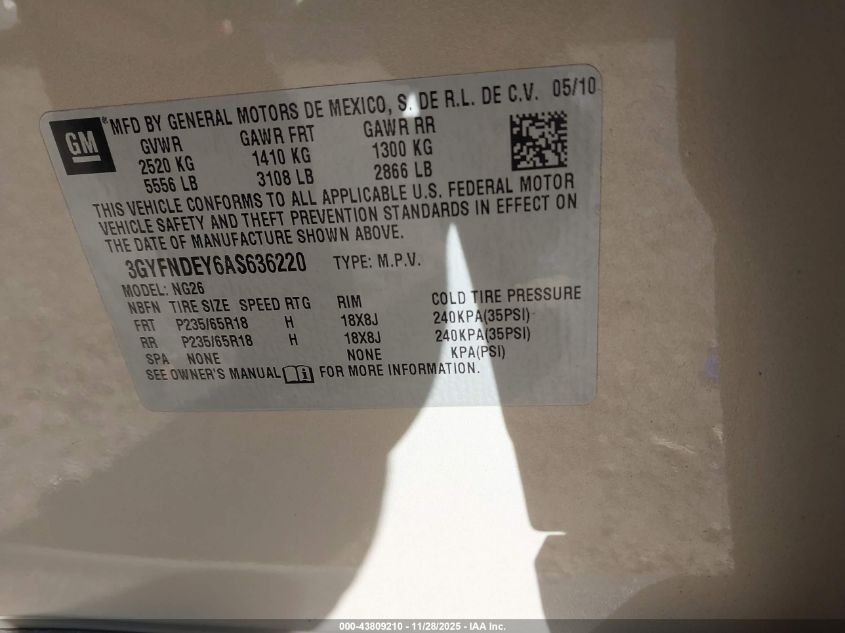 GM
®MFD BY GENERAL MOTORS DE MEXICO, S. DE R.L. DE C.V. 05/10
GVWR GAWR FRT GAWR RR
2520 KG 1410 KG 1300 KG
5556 LB 3108 LB 2866 LB
THIS VEHICLE CONFORMS TO ALL APPLICABLE U.S. FEDERAL MOTOR
VEHICLE SAFETY AND THEFT PREVENTION STANDARDS IN EFFECT ON
THE DATE OF MANUFACTURE SHOWN ABOVE.
3GYFNDEY6AS636220 TYPE: M.P.V.
MODEL: NG26
NBFN TIRE SIZE SPEED RTG RIM COLD TIRE PRESSURE
FRT P235/65R18 H 18X8J 240KPA(35PSI)
RR P235/65R18 H 18X8J 240KPA(35PSI)
SPA NONE NONE KPA(PSI)
SEE OWNER'S MANUAL FOR MORE INFORMATION.
000-43809210 - 11/28/2025 - IAA Inc.